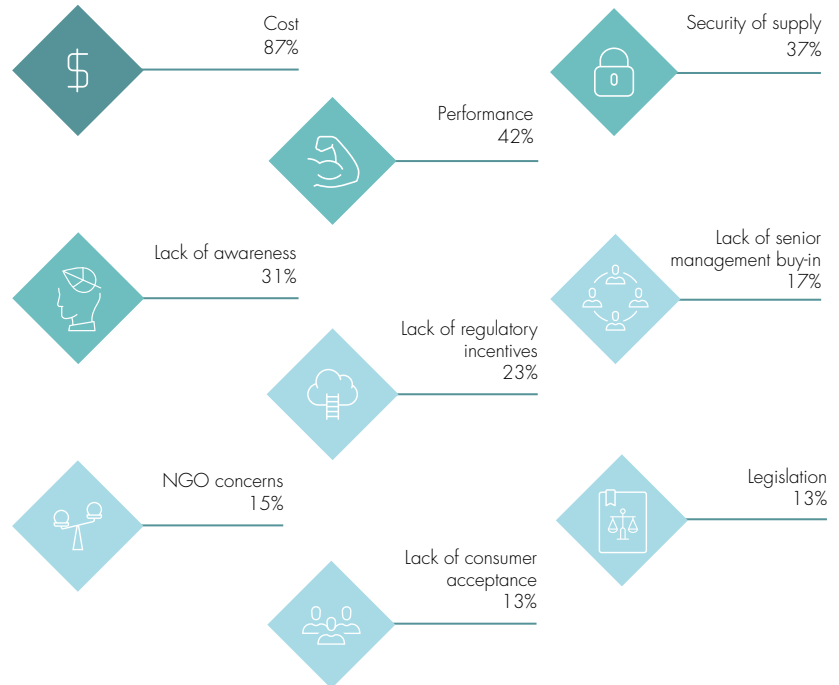 Cost
87%
Security of supply
37%
Performance
42%
Lack of awareness
31%
Lack of senior
management buy-in
17%
Lack of regulatory
incentives
23%
NGO concerns
15%
Legislation
13%
Lack of consumer
acceptance
13%